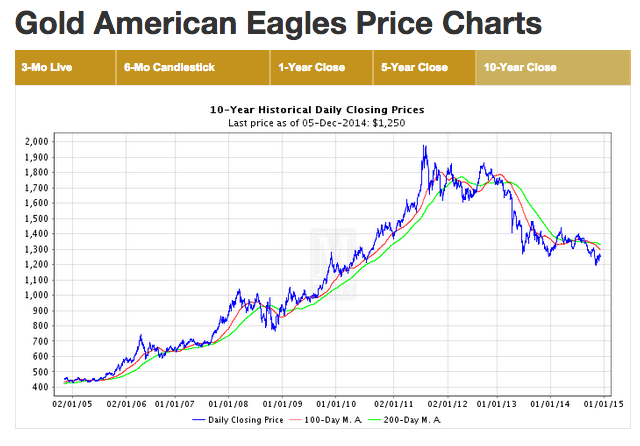 Gold American Eagles Price Charts
3-Mo Live 6-Mo Candlestick 1-Year Close 5-Year Close 10-Year Close
10-Year Historical Daily Closing Prices
Last price as of 05-Dec-2014: $1,250
2,000
1,900
1,800
1,700
1,600
1,500
1,400
1,300
1,200
1,100
1,000
900
800
700
600
500
400
02/01/05 02/01/06 01/01/07 01/01/08 01/01/09 01/01/10 01/01/11 02/01/12 01/01/13 01/01/14 01/01/15
Daily Closing Price 100-Day M. A. 200-Day M. A.